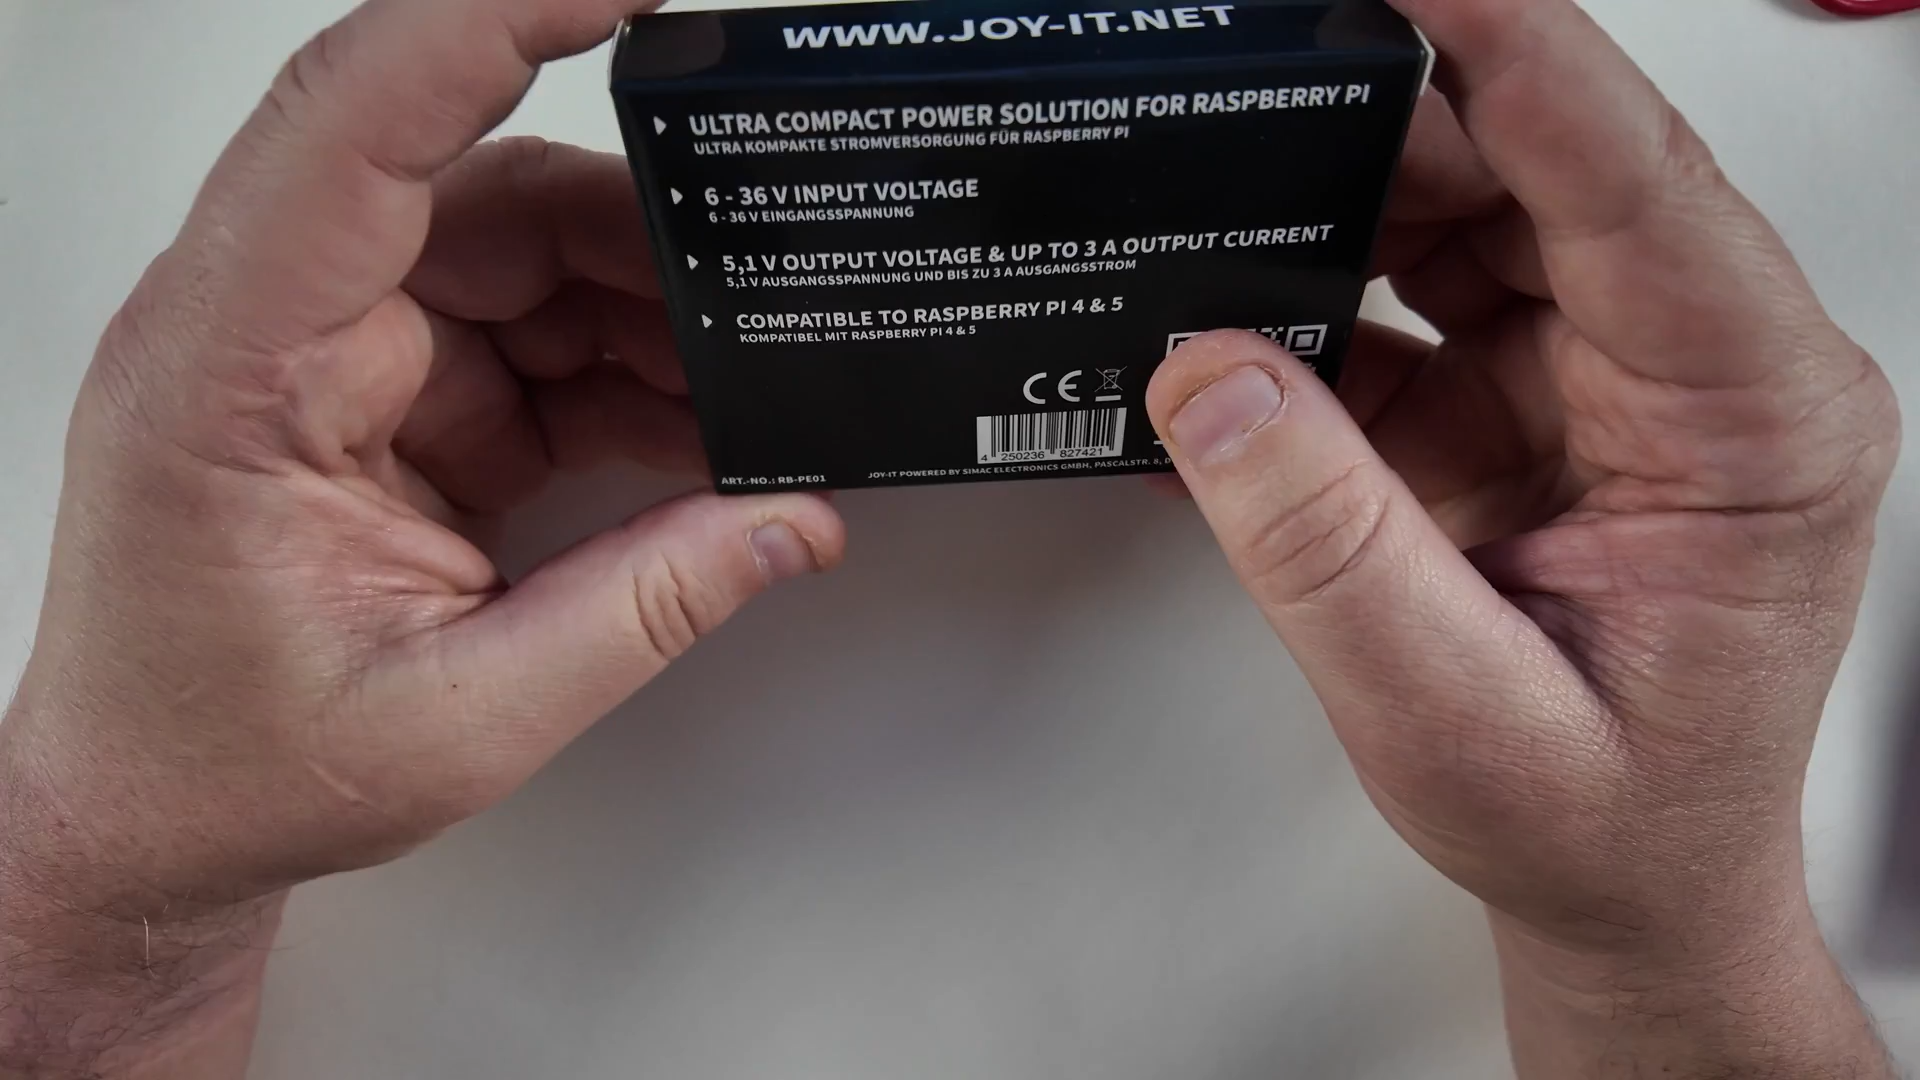 WWW.JOY-IT.NET
ULTRA COMPACT POWER SOLUTION FOR RASPBERRY PI
ULTRA KOMPAKTE STROMVERSORGUNG FÜR RASPBERRY PI
6 - 36 V INPUT VOLTAGE
6 - 36 V EINGANGSSPANNUNG
5,1 V OUTPUT VOLTAGE & UP TO 3 A OUTPUT CURRENT
5,1 V AUSGANGSSPANNUNG UND BIS ZU 3 A AUSGANGSSTROM
COMPATIBLE TO RASPBERRY PI 4 & 5
KOMPATIBEL MIT RASPBERRY PI 4 & 5
CE
4 250236 827421
JOY-IT POWERED BY SIMAC ELECTRONICS GMBH, PASCALSTR. 8, D
ART.-NO.: RB-PE01